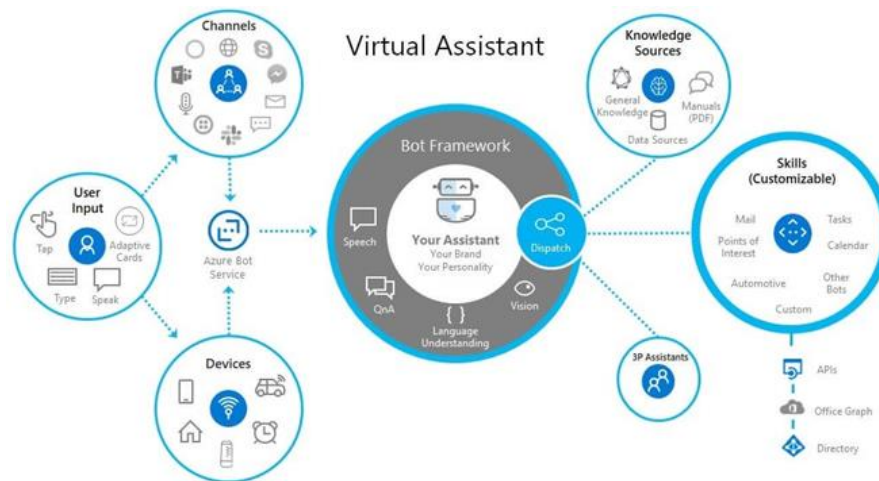 Virtual Assistant
Channels
User
Input
Tap
Adaptive
Cards
Type
Speak
Devices
Azure Bot
Service
Bot Framework
Speech
Your Assistant
Your Brand
Your Personality
QnA
{ }
Language
Understanding
Vision
Dispatch
Knowledge
Sources
General
Knowledge
Manuals
(PDF)
Data Sources
Skills
(Customizable)
Mail
Tasks
Points of
Interest
Calendar
Automotive
Other
Bots
Custom
3P Assistants
APIs
Office Graph
Directory